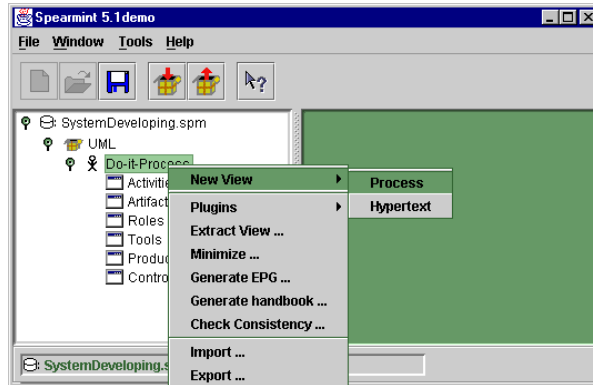 Spearmint 5.1demo
File Window Tools Help
SystemDeveloping.spm
UML
Do-it-Process
Activitie
New View
Process
Artifact
Plugins
Hypertext
Roles
Extract View ...
Tools
Minimize ...
Produc
Generate EPG ...
Contro
Generate handbook ...
Check Consistency ...
Import ...
SystemDeveloping.s
Export ...